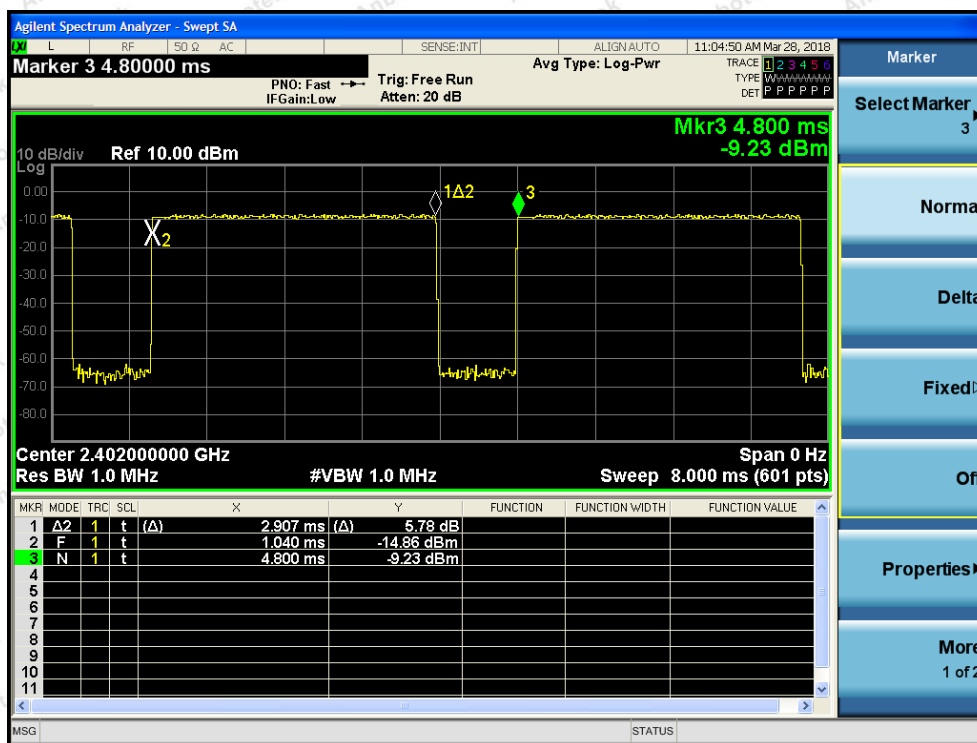 Agilent Spectrum Analyzer - Swept SA
LXI L RF 50 Ω AC SENSE:INT ALIGN AUTO 11:04:50 AM Mar 28, 2018
Marker 3 4.80000 ms
PNO: Fast
IFGain:Low
Trig: Free Run
Atten: 20 dB
Avg Type: Log-Pwr
TRACE 1 2 3 4 5 6
TYPE W
DET P P P P P P
Mkr3 4.800 ms
-9.23 dBm
10 dB/div Ref 10.00 dBm
Log
0.00
-10.0
-20.0
-30.0
-40.0
-50.0
-60.0
-70.0
-80.0
1Δ2
3
2
Center 2.402000000 GHz Span 0 Hz
Res BW 1.0 MHz #VBW 1.0 MHz Sweep 8.000 ms (601 pts)
MKR MODE TRC SCL X Y FUNCTION FUNCTION WIDTH FUNCTION VALUE
1 Δ2 1 t (Δ) 2.907 ms (Δ) 5.78 dB
2 F 1 t 1.040 ms -14.86 dBm
3 N 1 t 4.800 ms -9.23 dBm
4
5
6
7
8
9
10
11
MSG STATUS
Marker
Select Marker
3
Norma
Delta
Fixed
Of
Properties
More
1 of 2